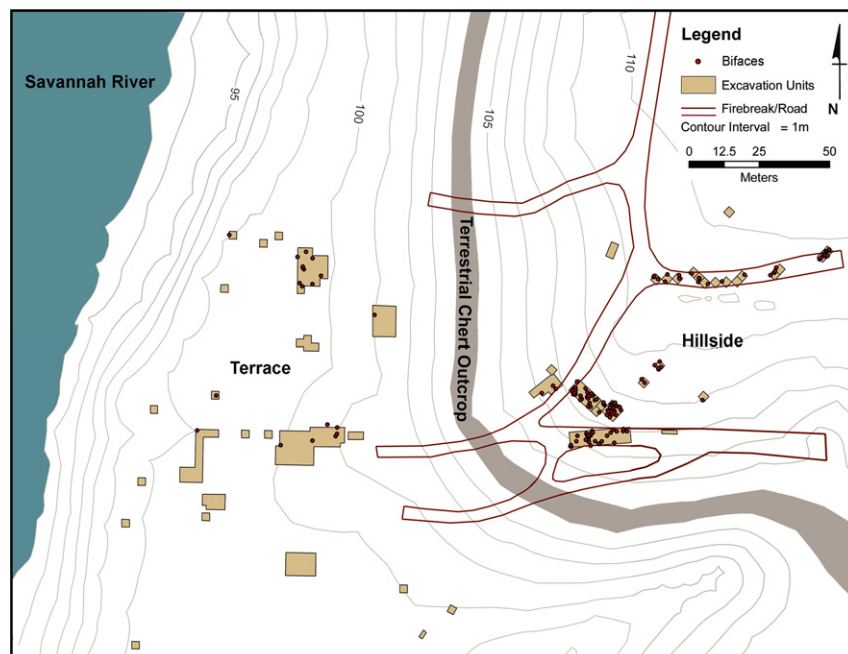 Savannah River
95
100
105
110
Legend
Bifaces
Excavation Units
Firebreak/Road
Contour Interval = 1m
0 12.5 25 50
Meters
N
Terrestrial Chert Outcrop
Terrace
Hillside